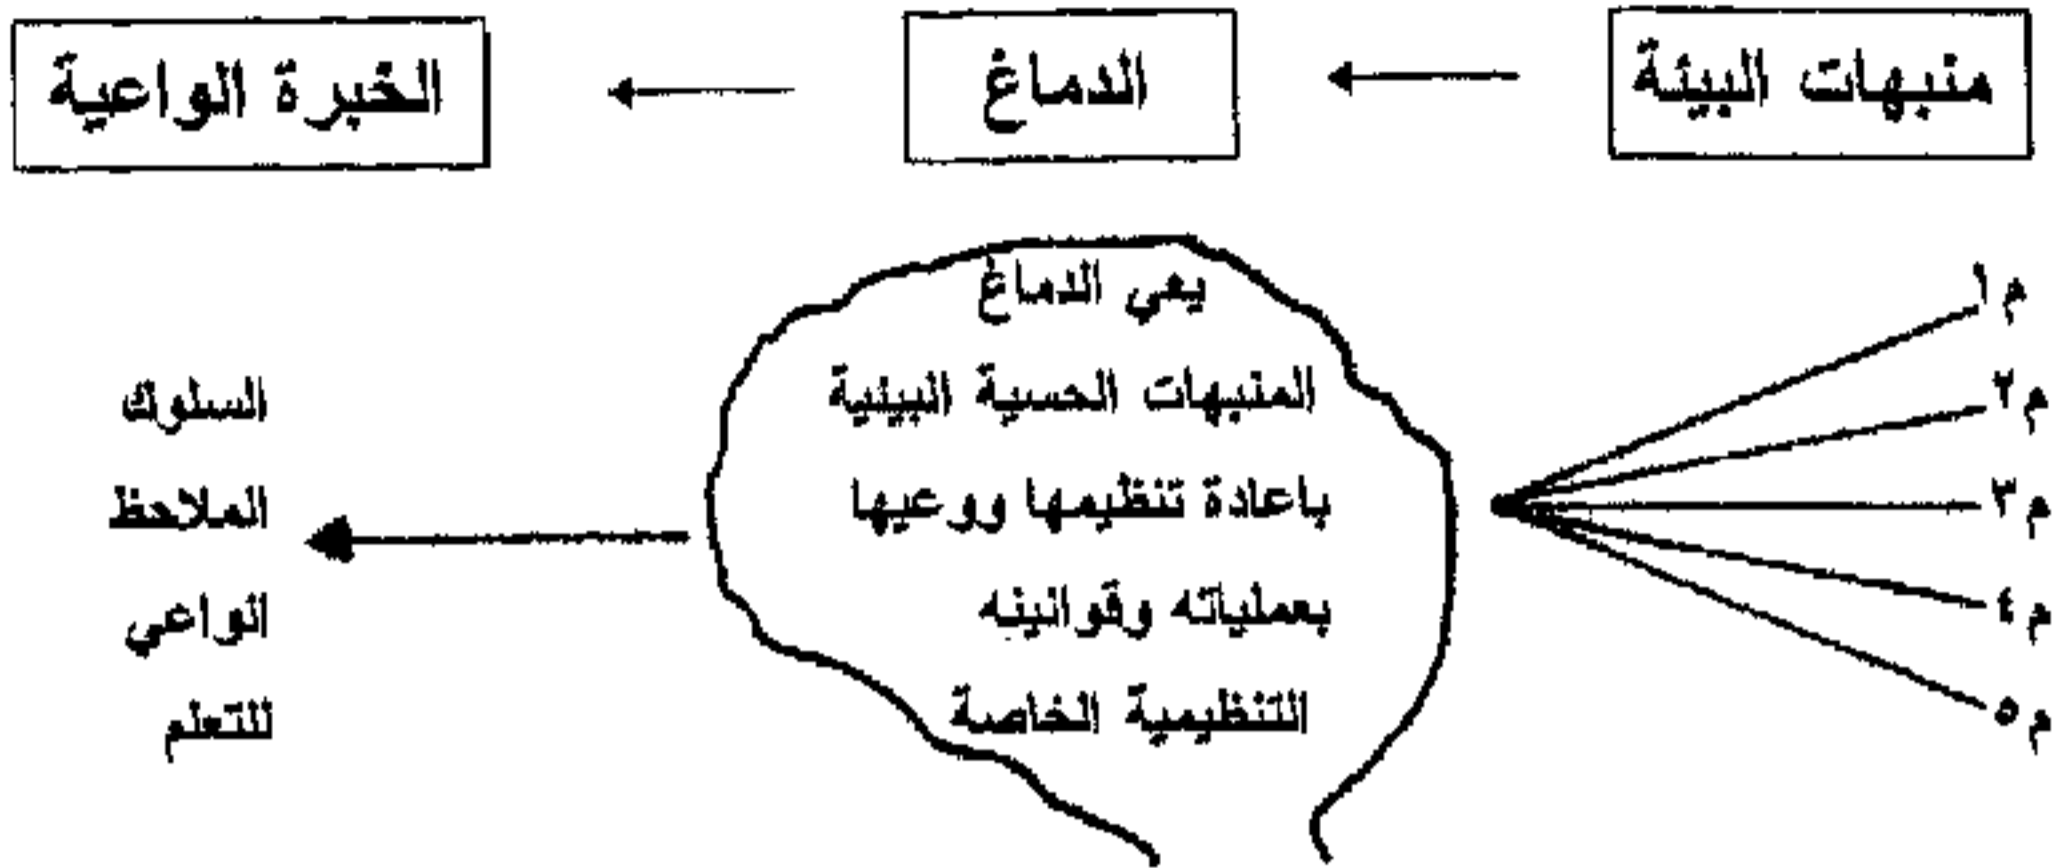 منبهات البيئة
الدماغ
الخبرة الواعية
م١
م٢
م٣
م٤
م٥
يعي الدماغ
المنبهات الحسية البيئية
باعادة تنظيمها ووعيها
بعملياته وقوانينه
التنظيمية الخاصة
السلوك
الملاحظ
الواعي
للتعلم